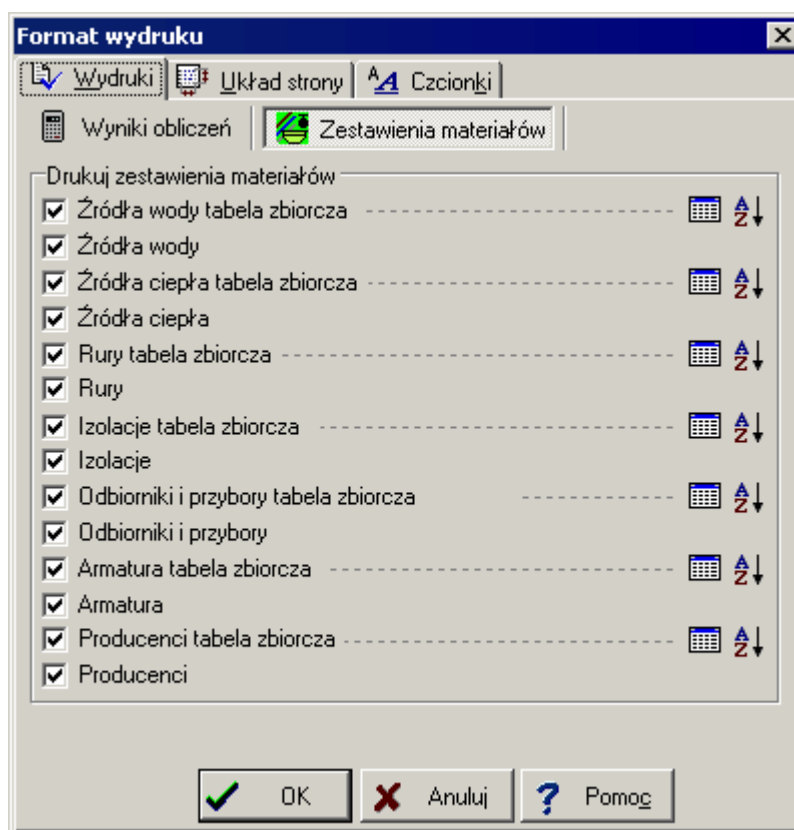 Format wydruku
Wydruki Układ strony Czcionki
Wyniki obliczeń Zestawienia materiałów
Drukuj zestawienia materiałów
Źródła wody tabela zbiorcza
Źródła wody
Źródła ciepła tabela zbiorcza
Źródła ciepła
Rury tabela zbiorcza
Rury
Izolacje tabela zbiorcza
Izolacje
Odbiorniki i przybory tabela zbiorcza
Odbiorniki i przybory
Armatura tabela zbiorcza
Armatura
Producenci tabela zbiorcza
Producenci
OK Anuluj Pomoc